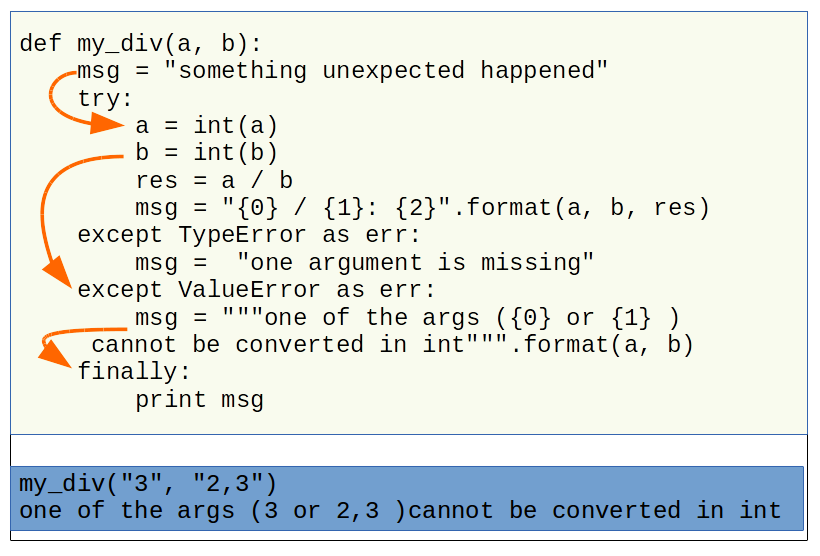 def my_div(a, b):
    msg = "something unexpected happened"
    try:
        a = int(a)
        b = int(b)
        res = a / b
        msg = "{0} / {1}: {2}".format(a, b, res)
    except TypeError as err:
        msg =  "one argument is missing"
    except ValueError as err:
        msg = """one of the args ({0} or {1} )
     cannot be converted in int""".format(a, b)
    finally:
        print msg
my_div("3", "2,3")
one of the args (3 or 2,3 )cannot be converted in int